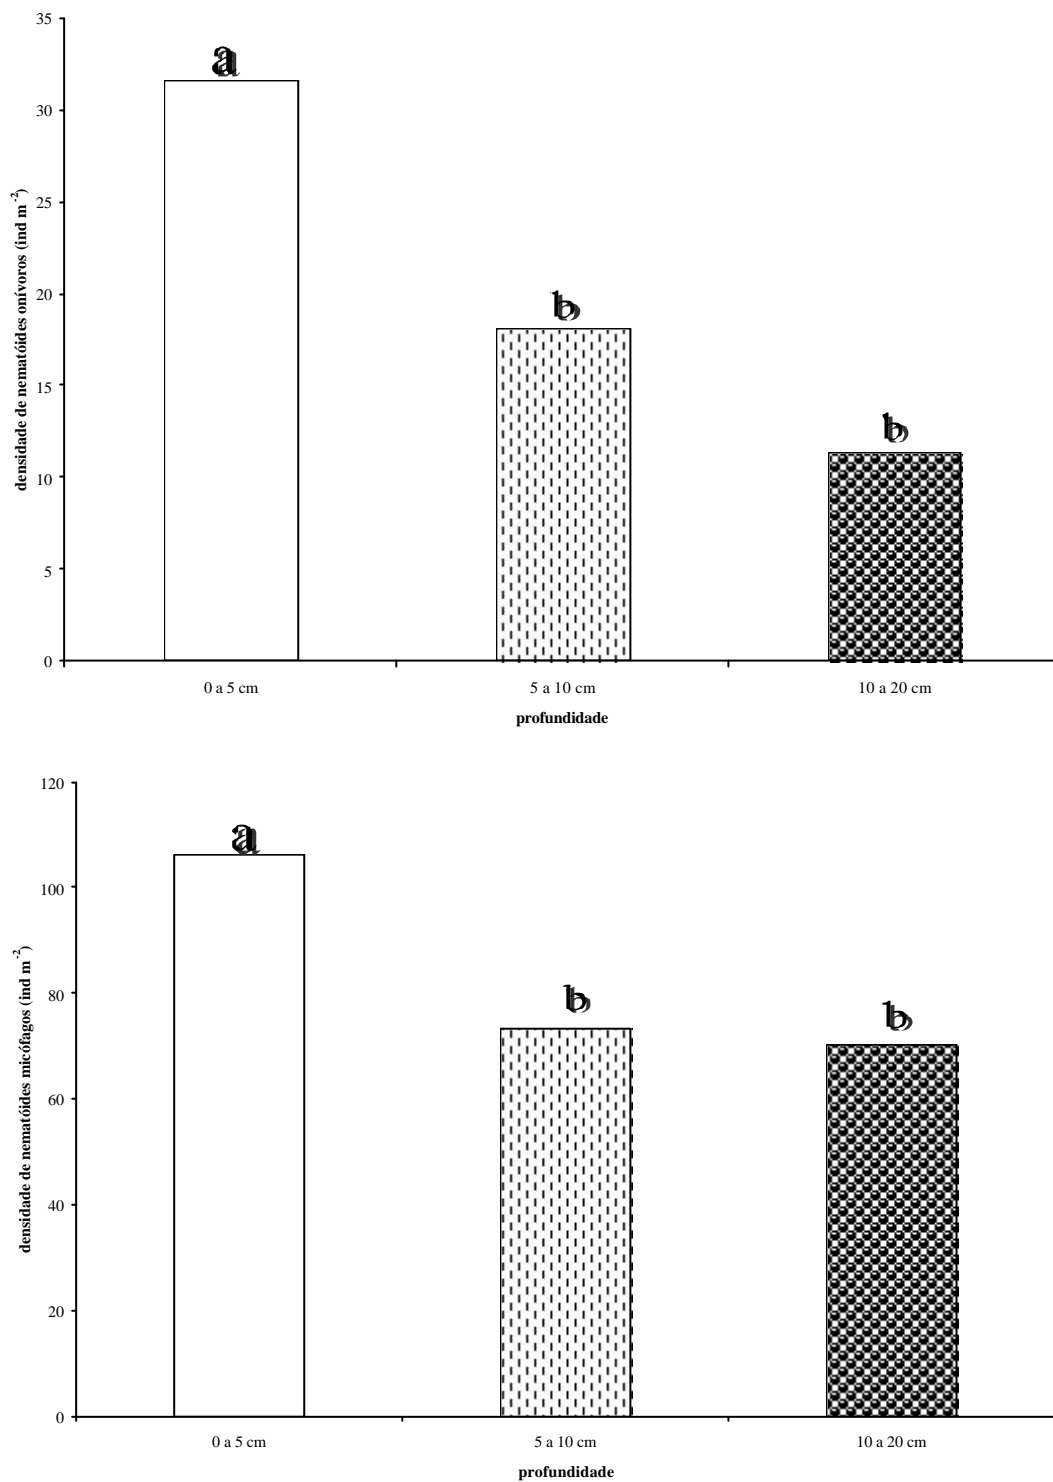 35
30
25
20
15
10
5
0
densidade de nematóides onívoros (ind m-2)
a
b
b
0 a 5 cm
5 a 10 cm
10 a 20 cm
profundidade
120
100
80
60
40
20
0
densidade de nematóides micófagos (ind m-2)
a
b
b
0 a 5 cm
5 a 10 cm
10 a 20 cm
profundidade